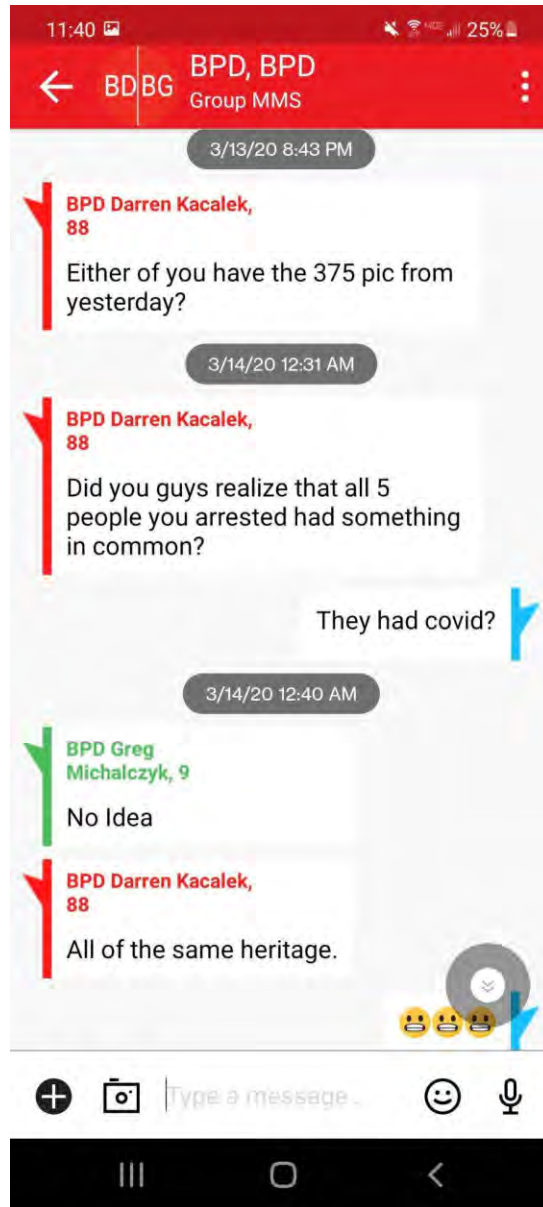 11:40 25%
BD BG BPD, BPD
Group MMS
3/13/20 8:43 PM
BPD Darren Kacalek,
88
Either of you have the 375 pic from
yesterday?
3/14/20 12:31 AM
BPD Darren Kacalek,
88
Did you guys realize that all 5
people you arrested had something
in common?
They had covid?
3/14/20 12:40 AM
BPD Greg
Michalczyk, 9
No Idea
BPD Darren Kacalek,
88
All of the same heritage.
😬😬😬
Type a message